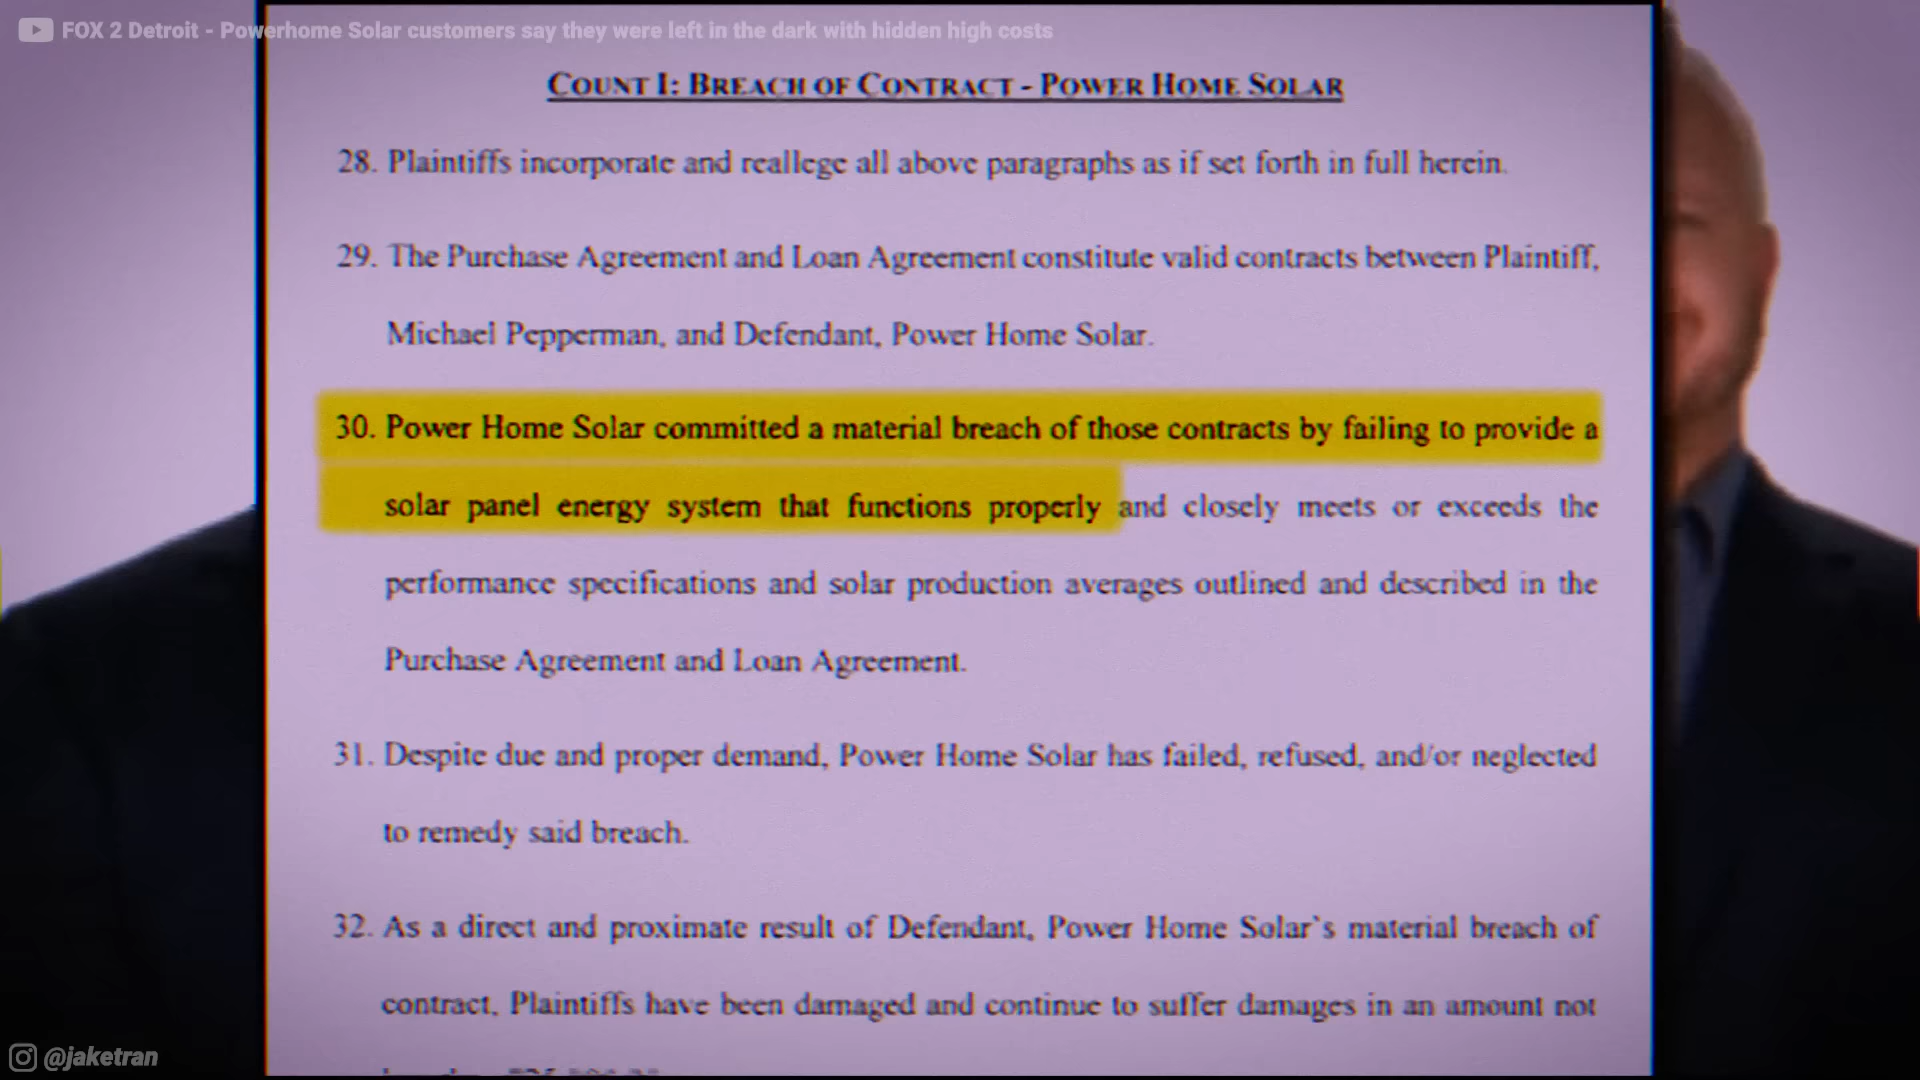 FOX 2 Detroit - Powerhome Solar customers say they were left in the dark with hidden high costs
COUNT I: BREACH OF CONTRACT - POWER HOME SOLAR
28. Plaintiffs incorporate and reallege all above paragraphs as if set forth in full herein.
29. The Purchase Agreement and Loan Agreement constitute valid contracts between Plaintiff,
Michael Pepperman, and Defendant, Power Home Solar.
30. Power Home Solar committed a material breach of those contracts by failing to provide a
solar panel energy system that functions properly and closely meets or exceeds the
performance specifications and solar production averages outlined and described in the
Purchase Agreement and Loan Agreement.
31. Despite due and proper demand, Power Home Solar has failed, refused, and/or neglected
to remedy said breach.
32. As a direct and proximate result of Defendant, Power Home Solar's material breach of
contract, Plaintiffs have been damaged and continue to suffer damages in an amount not
@jaketran